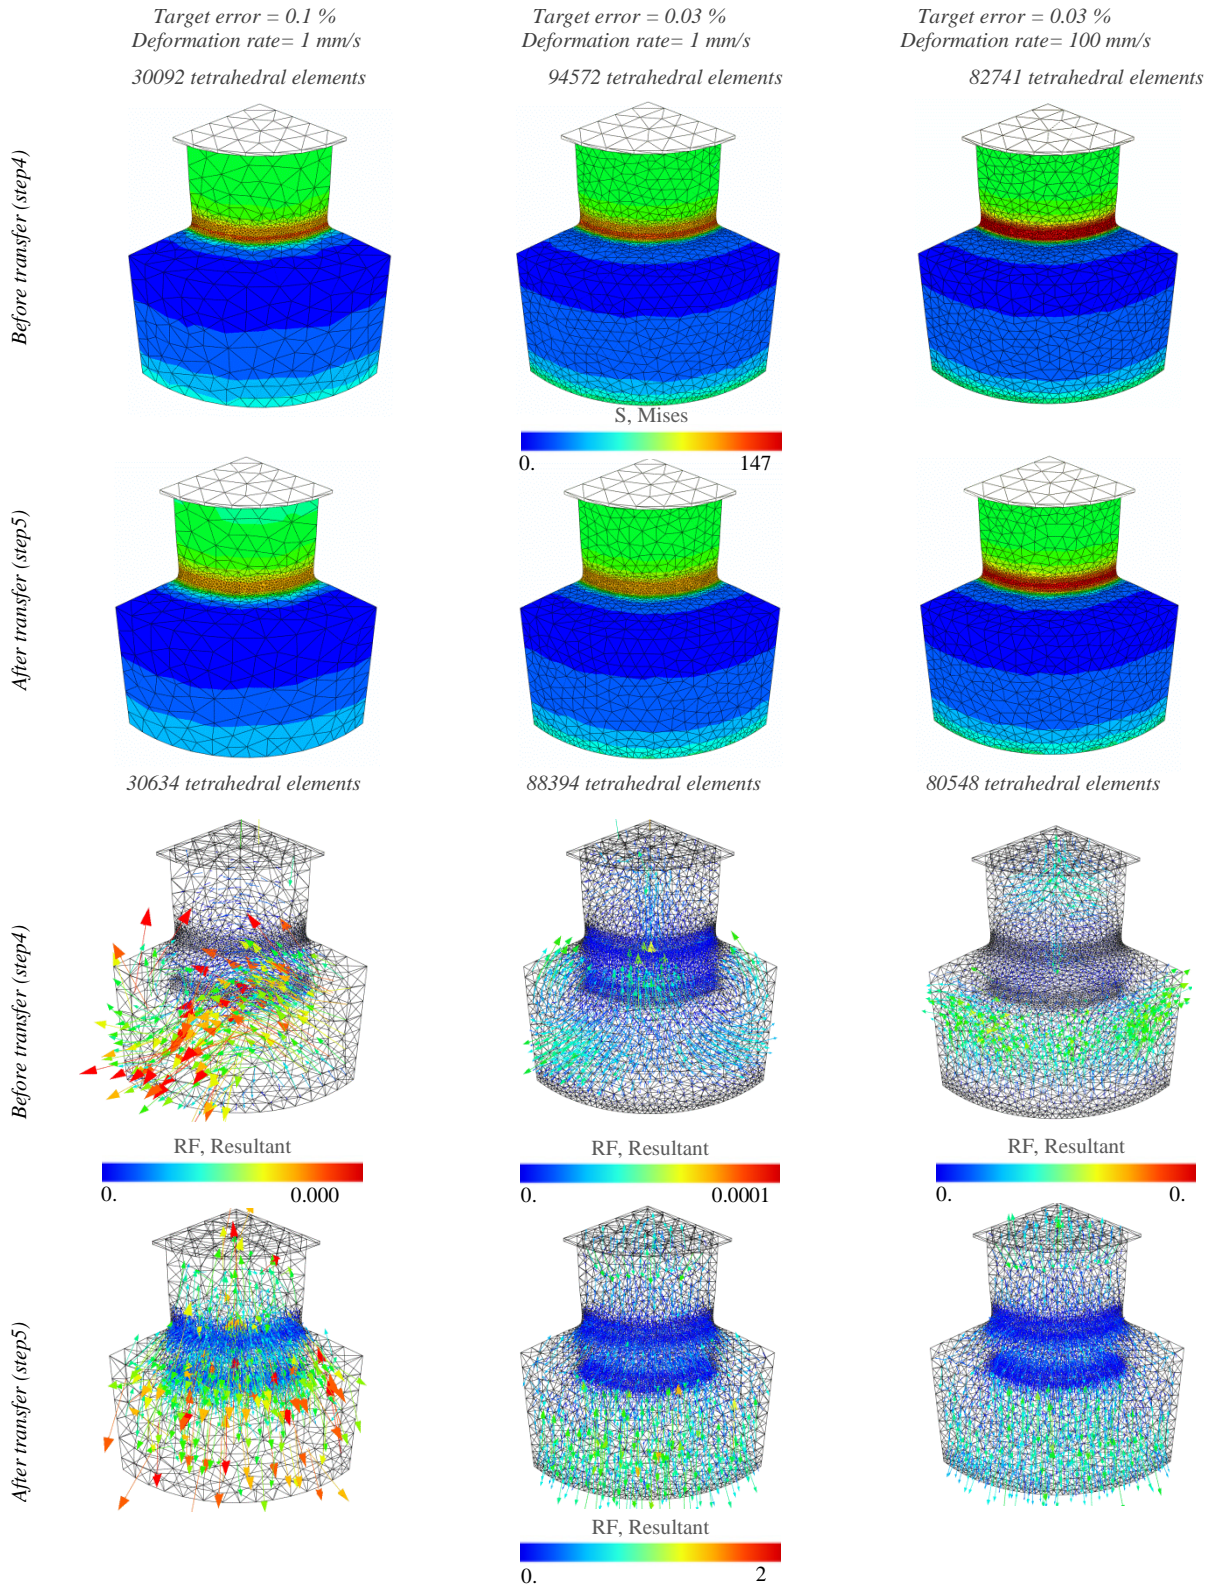 Target error = 0.1 %
Deformation rate= 1 mm/s
30092 tetrahedral elements
Target error = 0.03 %
Deformation rate= 1 mm/s
94572 tetrahedral elements
Target error = 0.03 %
Deformation rate= 100 mm/s
82741 tetrahedral elements
Before transfer (step4)
S, Mises
0.
147
After transfer (step5)
30634 tetrahedral elements
88394 tetrahedral elements
80548 tetrahedral elements
Before transfer (step4)
RF, Resultant
0.
0.000
RF, Resultant
0.
0.0001
RF, Resultant
0.
0.
After transfer (step5)
RF, Resultant
0.
2